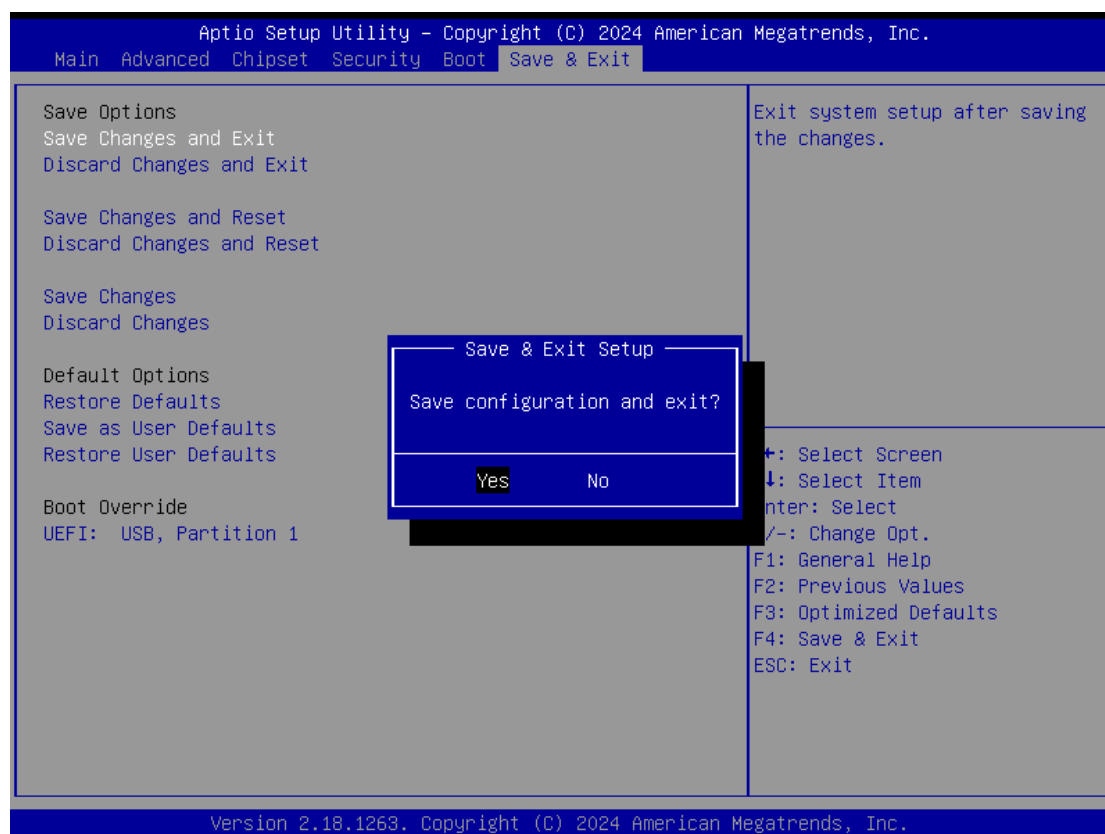 Aptio Setup Utility – Copyright (C) 2024 American Megatrends, Inc.
Main Advanced Chipset Security Boot Save & Exit
Save Options
Save Changes and Exit
Discard Changes and Exit
Save Changes and Reset
Discard Changes and Reset
Save Changes
Discard Changes
Default Options
Restore Defaults
Save as User Defaults
Restore User Defaults
Boot Override
UEFI: USB, Partition 1
Save & Exit Setup
Save configuration and exit?
Yes No
Exit system setup after saving
the changes.
←: Select Screen
↓: Select Item
nter: Select
/–: Change Opt.
F1: General Help
F2: Previous Values
F3: Optimized Defaults
F4: Save & Exit
ESC: Exit
Version 2.18.1263. Copyright (C) 2024 American Megatrends, Inc.